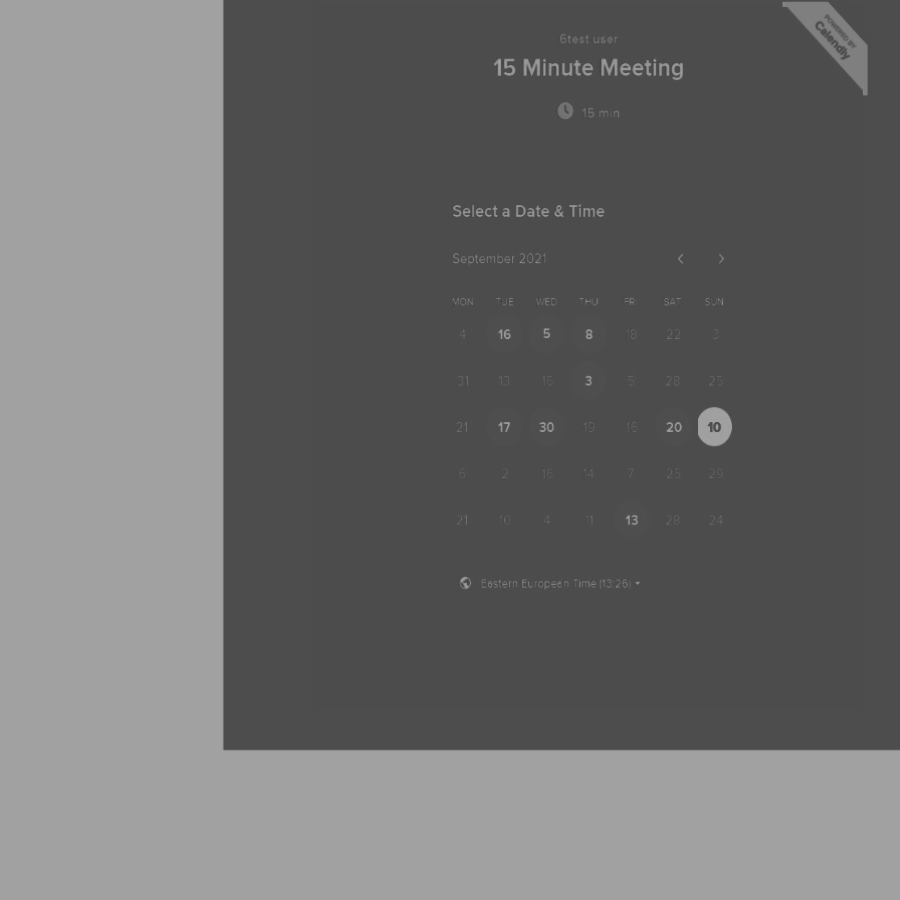 POWERED BY
Calendly
6test user
15 Minute Meeting
15 min
Select a Date & Time
September 2021
MON TUE WED THU FRI SAT SUN
4 16 5 8 18 22 3
31 13 16 3 5 28 25
21 17 30 19 15 20 10
6 2 16 14 7 25 29
21 10 4 11 13 28 24
Eastern European Time (13:26)